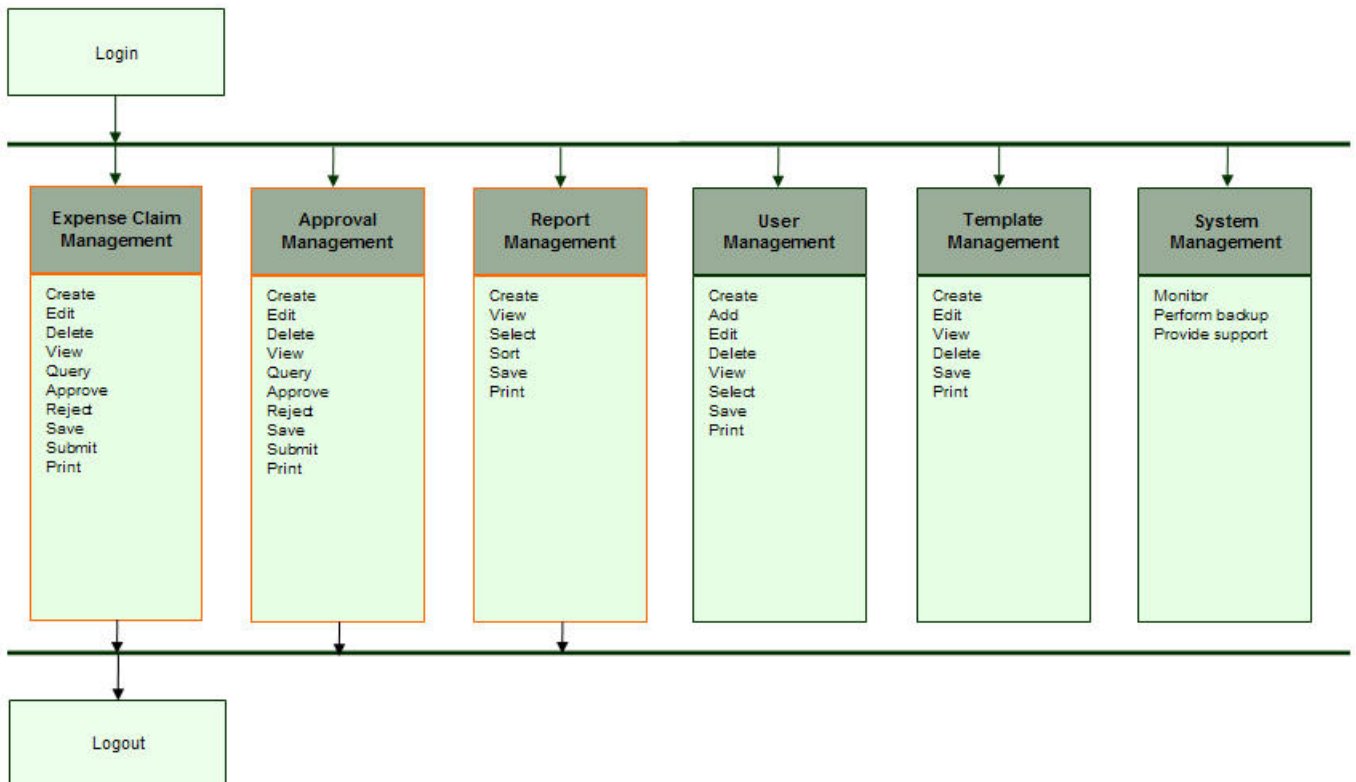 Login
Expense Claim
Management
Create
Edit
Delete
View
Query
Approve
Reject
Save
Submit
Print
Approval
Management
Create
Edit
Delete
View
Query
Approve
Reject
Save
Submit
Print
Report
Management
Create
View
Select
Sort
Save
Print
User
Management
Create
Add
Edit
Delete
View
Select
Save
Print
Template
Management
Create
Edit
View
Delete
Save
Print
System
Management
Monitor
Perform backup
Provide support
Logout